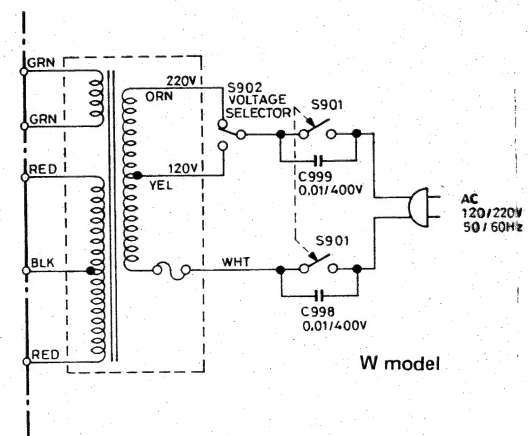 GRN
220V
ORN
S902
VOLTAGE
SELECTOR
S901
GRN
RED
120V
YEL
C999
0.01/400V
AC
120/220V
50/60Hz
BLK
WHT
S901
C998
0.01/400V
RED
W model